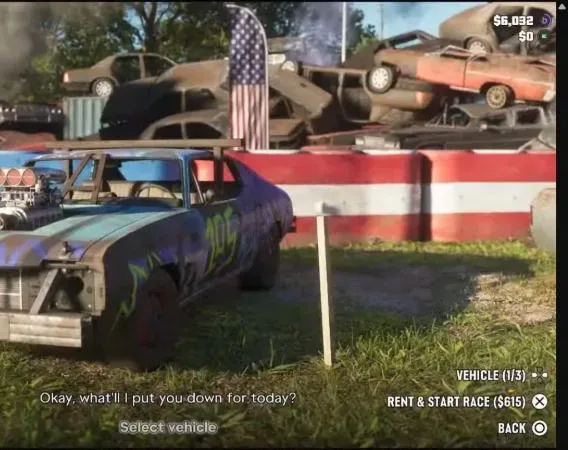 $6,032
$0
VEHICLE (1/3)
Okay, what'll I put you down for today?
RENT & START RACE ($615)
Select vehicle
BACK